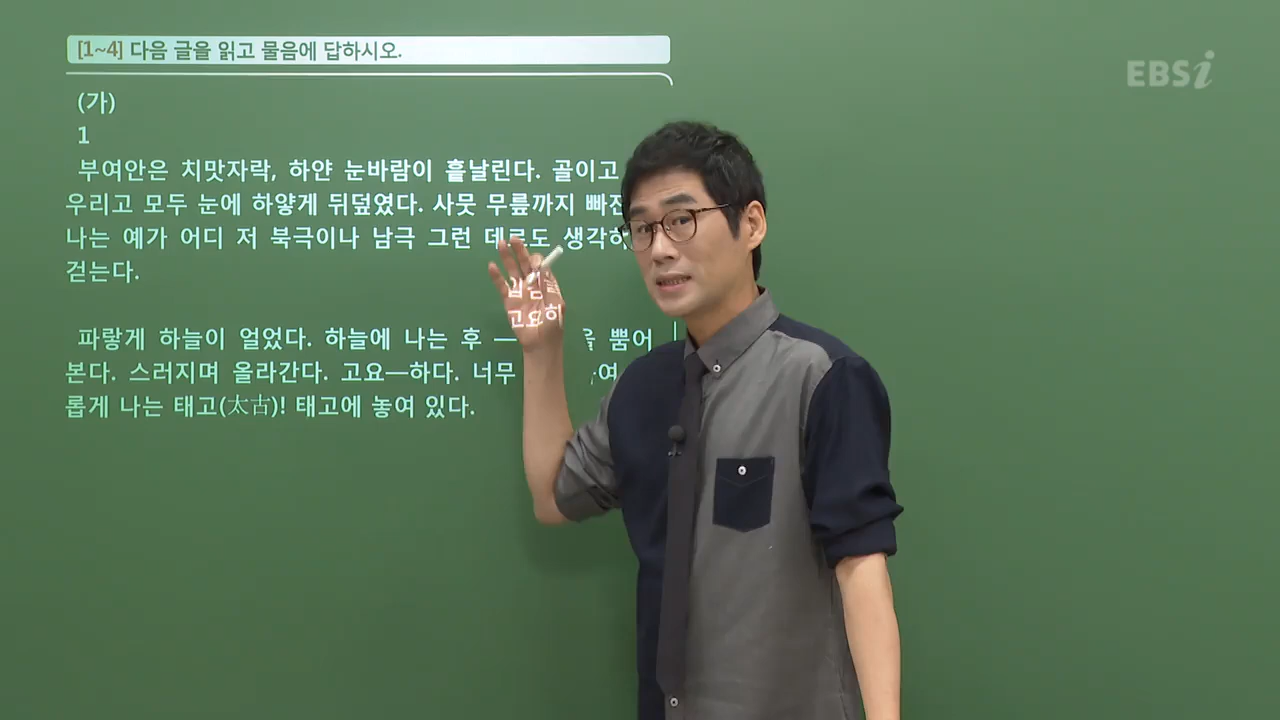 [1~4] 다음 글을 읽고 물음에 답하시오.
EBSi
(가)
1
부여안은 치맛자락, 하얀 눈바람이 흩날린다. 골이고
우리고 모두 눈에 하얗게 뒤덮였다. 사뭇 무릎까지
나는 예가 어디 저 북극이나 남극 그런 데로도
걷는다.
파랗게 하늘이 얼었다. 하늘에 나는 후 — 뿜어
본다. 스러지며 올라간다. 고요—하다. 너무
롭게 나는 태고(太古)! 태고에 놓여 있다.